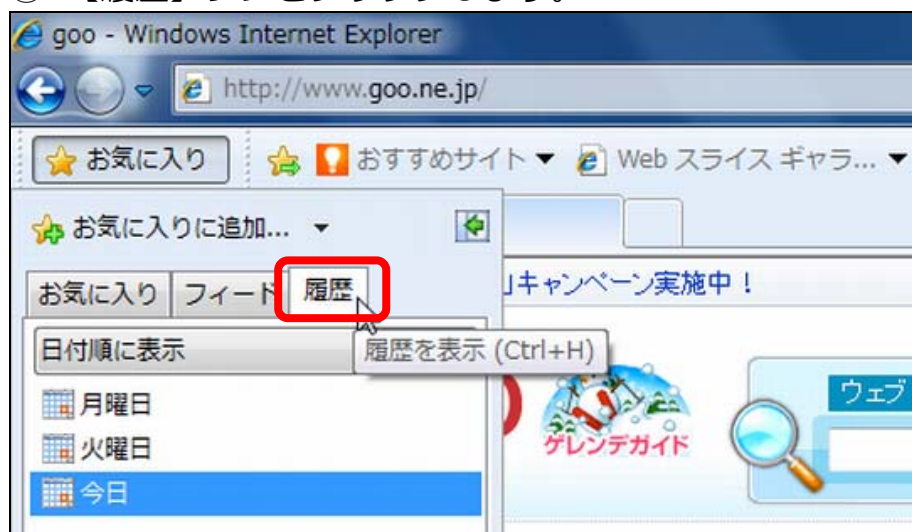 goo - Windows Internet Explorer
http://www.goo.ne.jp/
お気に入り おすすめサイト ▼ Web スライス ギャラ... ▼
お気に入りに追加... ▼
お気に入り フィード 履歴
」キャンペーン実施中!
日付順に表示
履歴を表示 (Ctrl+H)
月曜日
火曜日
今日
ゲレンデガイド
ウェブ